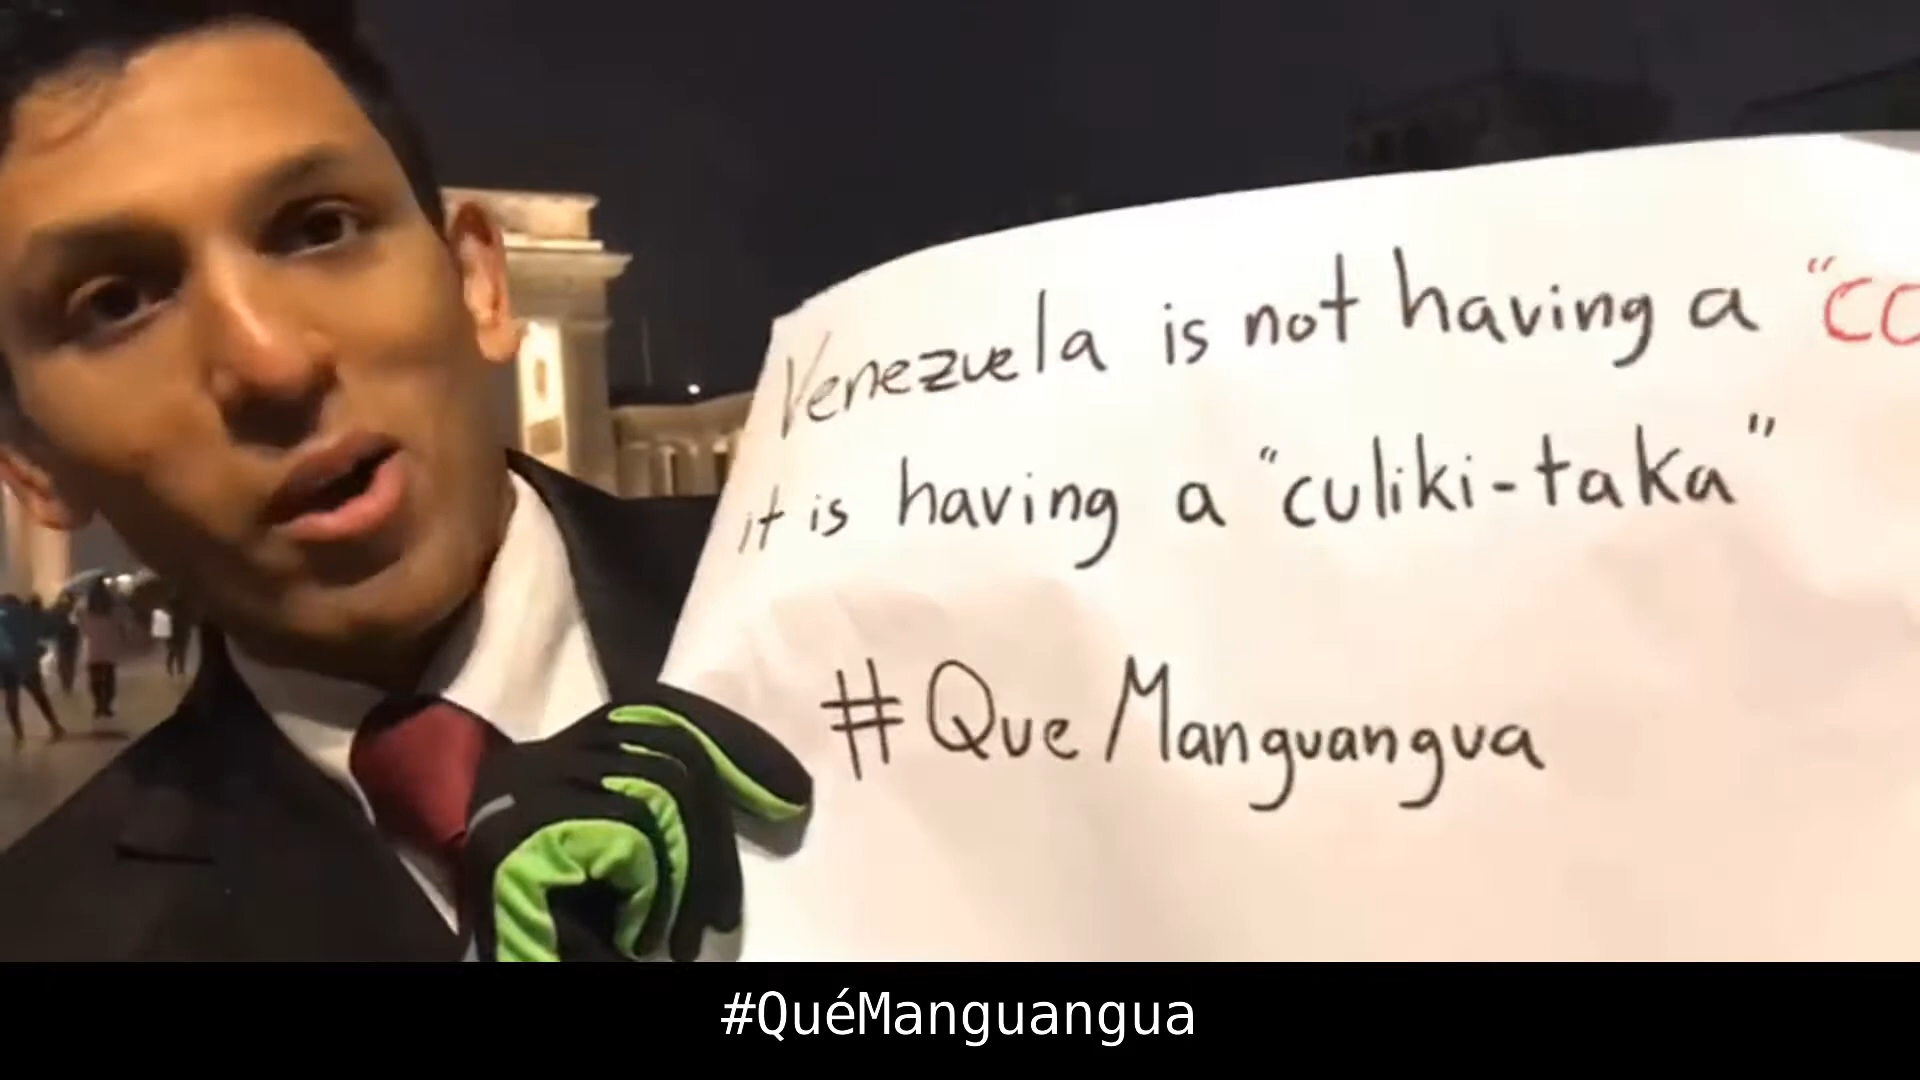 Venezuela is not having a "co
it is having a "culiki-taka"
#QueManguangua
#QuéManguangua